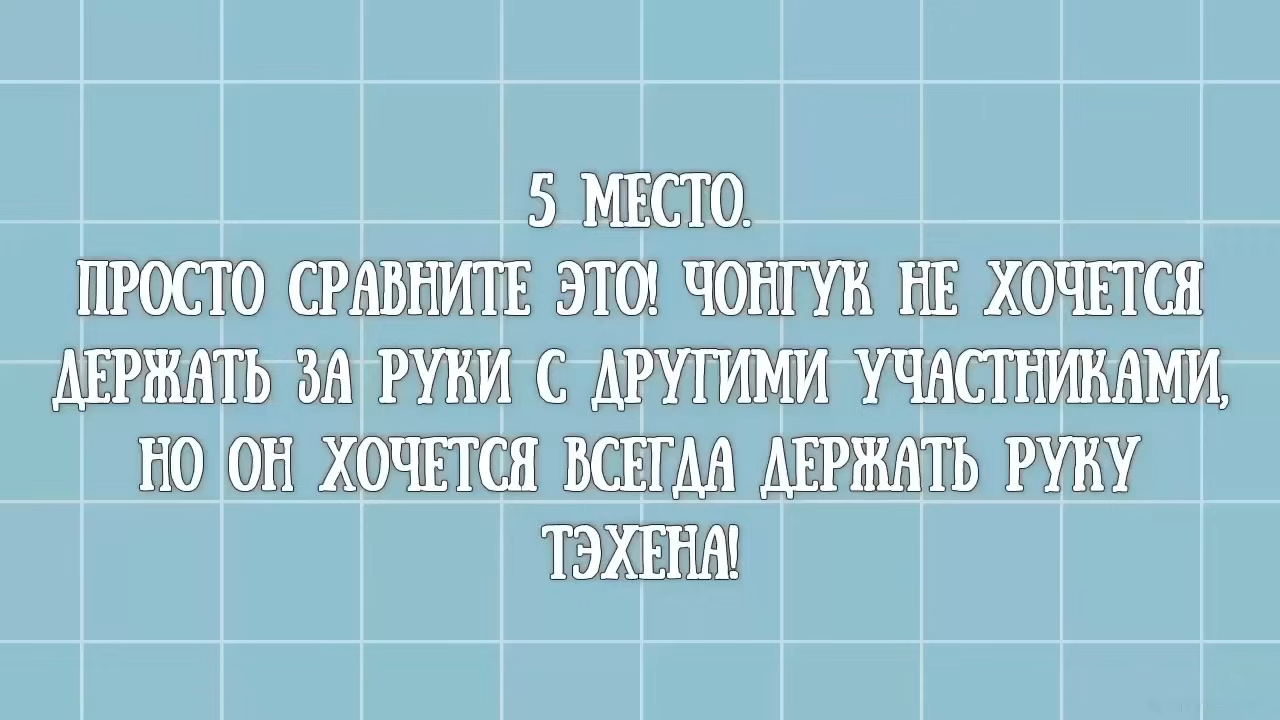 5 МЕСТО.
ПРОСТО СРАВНИТЕ ЭТО! ЧОНГУК НЕ ХОЧЕТСЯ
ДЕРЖАТЬ ЗА РУКИ С ДРУГИМИ УЧАСТНИКАМИ,
НО ОН ХОЧЕТСЯ ВСЕГДА ДЕРЖАТЬ РУКУ
ТЭХЕНА!